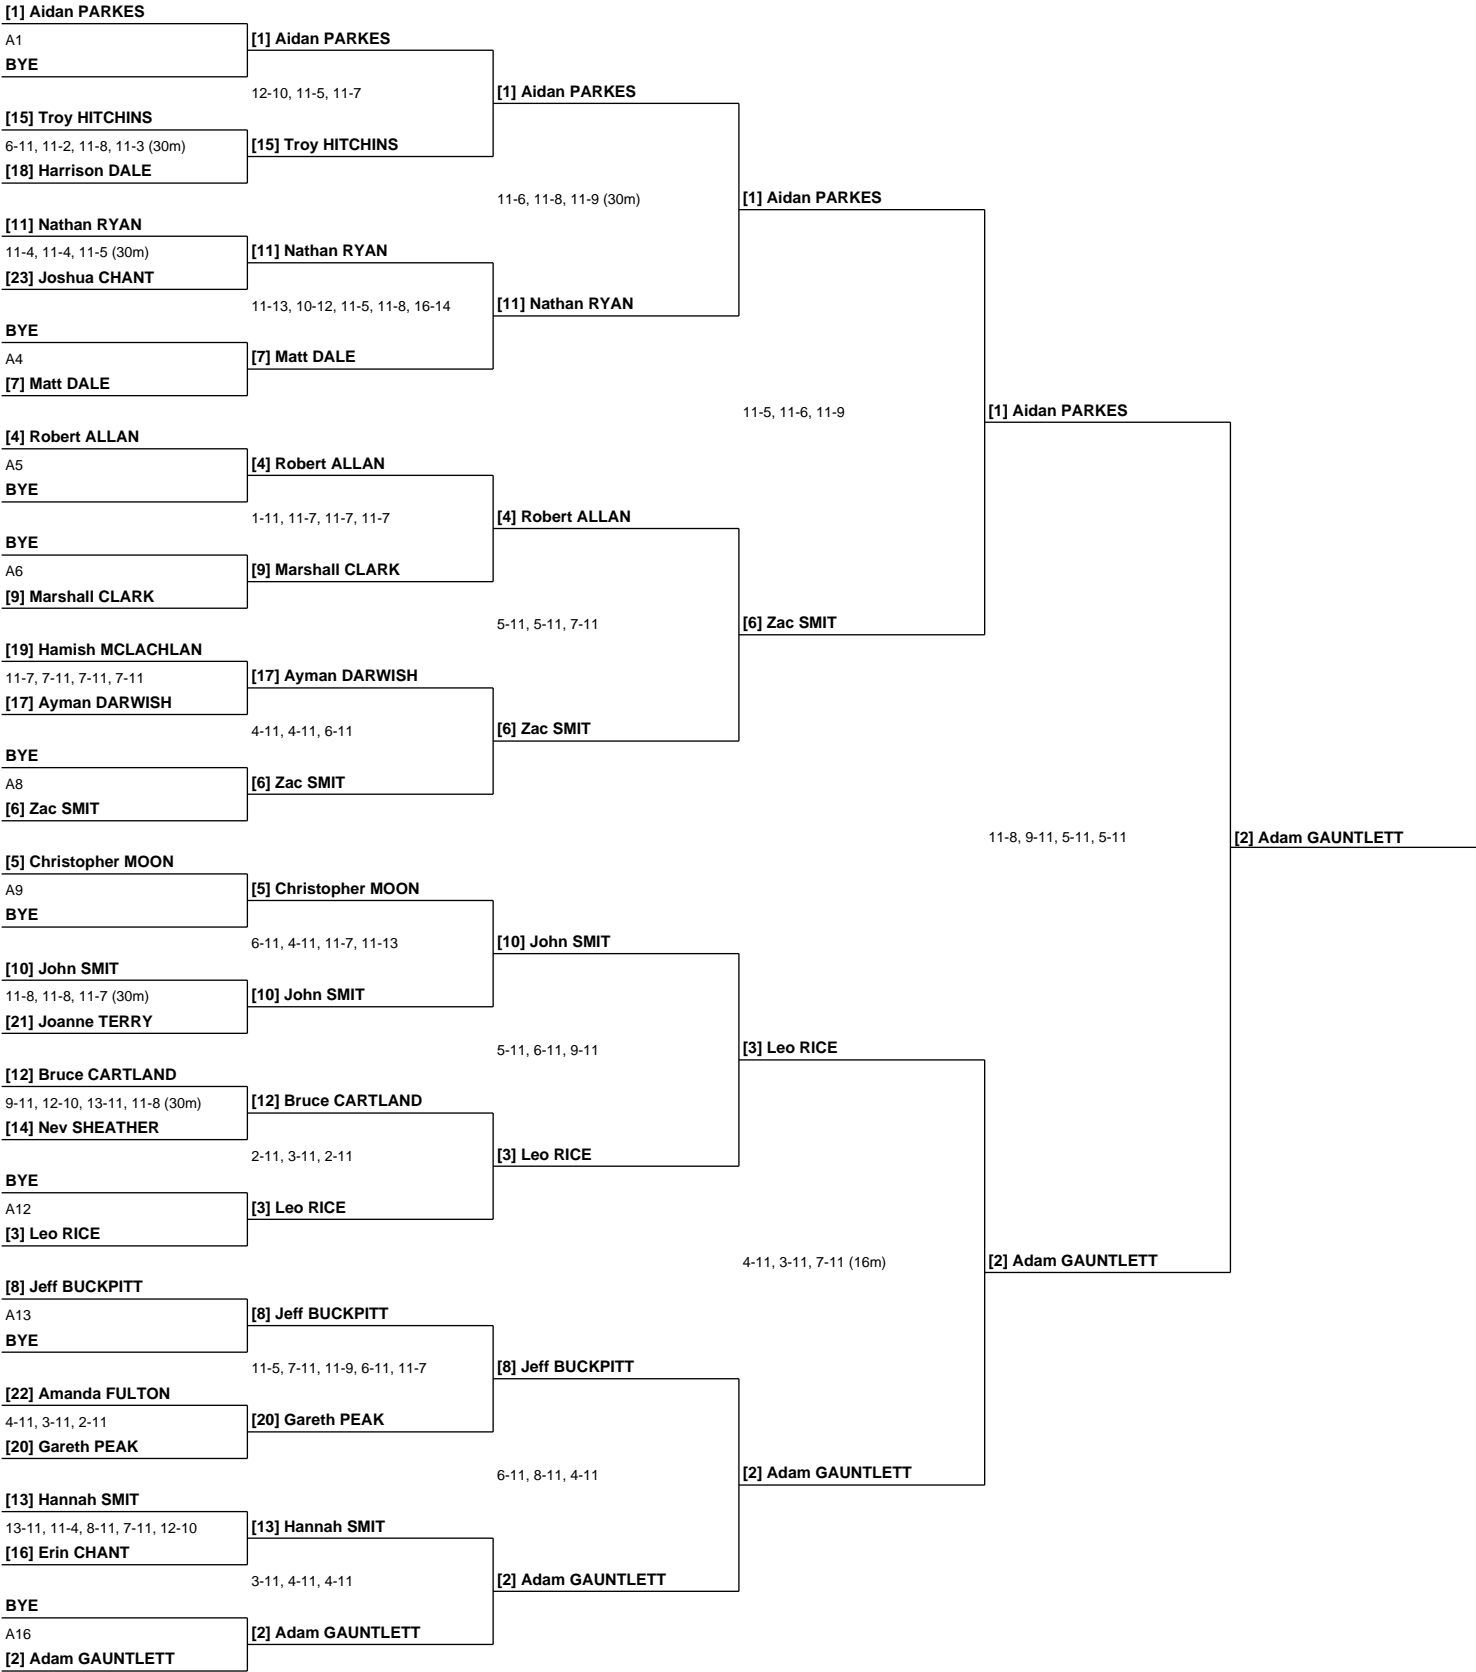 [1] Aidan PARKES
A1
[1] Aidan PARKES
BYE
12-10, 11-5, 11-7
[1] Aidan PARKES
[15] Troy HITCHINS
6-11, 11-2, 11-8, 11-3 (30m)
[15] Troy HITCHINS
[18] Harrison DALE
11-6, 11-8, 11-9 (30m)
[1] Aidan PARKES
[11] Nathan RYAN
11-4, 11-4, 11-5 (30m)
[11] Nathan RYAN
[23] Joshua CHANT
11-13, 10-12, 11-5, 11-8, 16-14
[11] Nathan RYAN
BYE
A4
[7] Matt DALE
[7] Matt DALE
11-5, 11-6, 11-9
[1] Aidan PARKES
[4] Robert ALLAN
A5
[4] Robert ALLAN
BYE
1-11, 11-7, 11-7, 11-7
[4] Robert ALLAN
BYE
A6
[9] Marshall CLARK
[9] Marshall CLARK
5-11, 5-11, 7-11
[6] Zac SMIT
[19] Hamish MCLACHLAN
11-7, 7-11, 7-11, 7-11
[17] Ayman DARWISH
[17] Ayman DARWISH
4-11, 4-11, 6-11
[6] Zac SMIT
BYE
A8
[6] Zac SMIT
[6] Zac SMIT
11-8, 9-11, 5-11, 5-11
[2] Adam GAUNTLETT
[5] Christopher MOON
A9
[5] Christopher MOON
BYE
6-11, 4-11, 11-7, 11-13
[10] John SMIT
[10] John SMIT
11-8, 11-8, 11-7 (30m)
[10] John SMIT
[21] Joanne TERRY
5-11, 6-11, 9-11
[3] Leo RICE
[12] Bruce CARTLAND
9-11, 12-10, 13-11, 11-8 (30m)
[12] Bruce CARTLAND
[14] Nev SHEATHER
2-11, 3-11, 2-11
[3] Leo RICE
BYE
A12
[3] Leo RICE
[3] Leo RICE
4-11, 3-11, 7-11 (16m)
[2] Adam GAUNTLETT
[8] Jeff BUCKPITT
A13
[8] Jeff BUCKPITT
BYE
11-5, 7-11, 11-9, 6-11, 11-7
[8] Jeff BUCKPITT
[22] Amanda FULTON
4-11, 3-11, 2-11
[20] Gareth PEAK
[20] Gareth PEAK
6-11, 8-11, 4-11
[2] Adam GAUNTLETT
[13] Hannah SMIT
13-11, 11-4, 8-11, 7-11, 12-10
[13] Hannah SMIT
[16] Erin CHANT
3-11, 4-11, 4-11
[2] Adam GAUNTLETT
BYE
A16
[2] Adam GAUNTLETT
[2] Adam GAUNTLETT